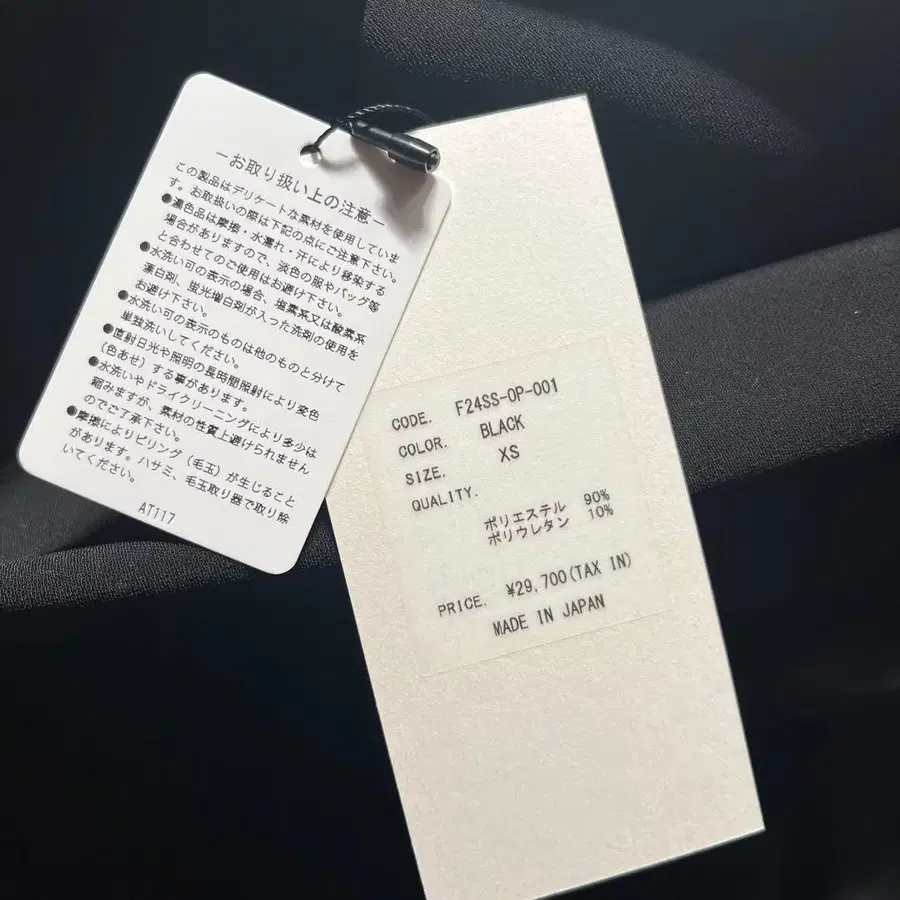 －お取り扱い上の注意－
この製品はデリケートな素材を使用していま
す。お取扱いの際は下記の点にご注意下さい。
●濃色品は摩擦・水濡れ・汗により移染する
場合がありますので、淡色の服やバッグ等
と合わせてのご使用はお避け下さい。
●水洗い可の表示の場合、塩素系又は酸素系
漂白剤、蛍光増白剤が入った洗剤の使用を
お避け下さい。
●水洗い可の表示のものは他のものと分けて
単独洗いしてください。
●直射日光や照明の長時間照射により変色
(色あせ)する事があります。
●水洗いやドライクリーニングにより多少は
縮みますが、素材の性質上避けられません
のでご了承下さい。
●摩擦によりピリング(毛玉)が生じること
があります。ハサミ、毛玉取り器で取り除
いてください。
AT117
CODE. F24SS-OP-001
COLOR. BLACK
SIZE. XS
QUALITY.
ポリエステル 90%
ポリウレタン 10%
PRICE. ¥29,700(TAX IN)
MADE IN JAPAN